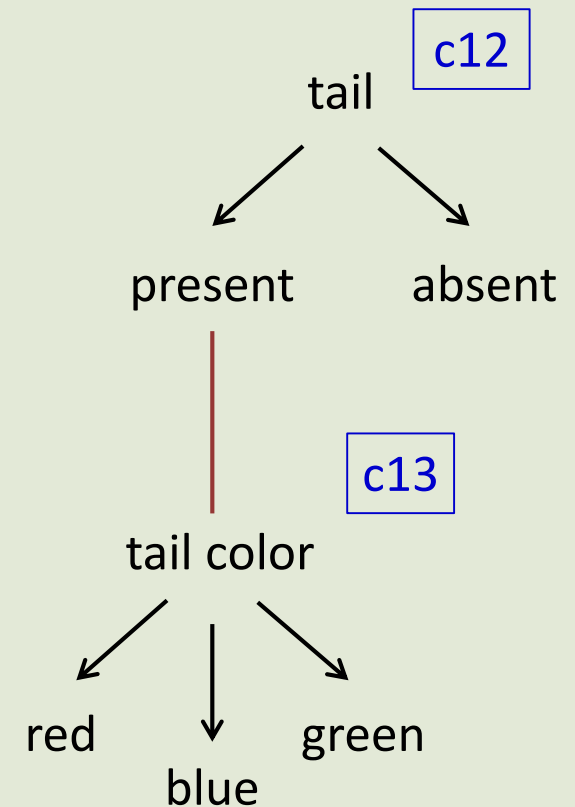 c12
tail
present absent
c13
tail color
red green
blue